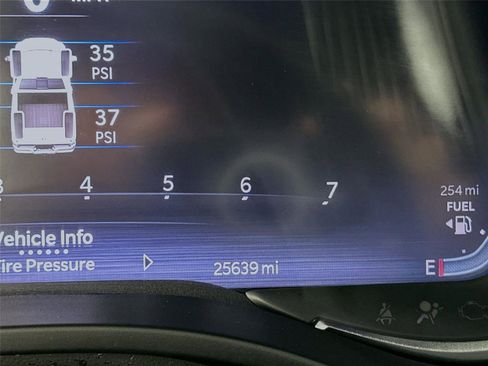 35
PSI
37
PSI
4 5 6 7
254 mi
FUEL
Vehicle Info
Tire Pressure
25639 mi
E